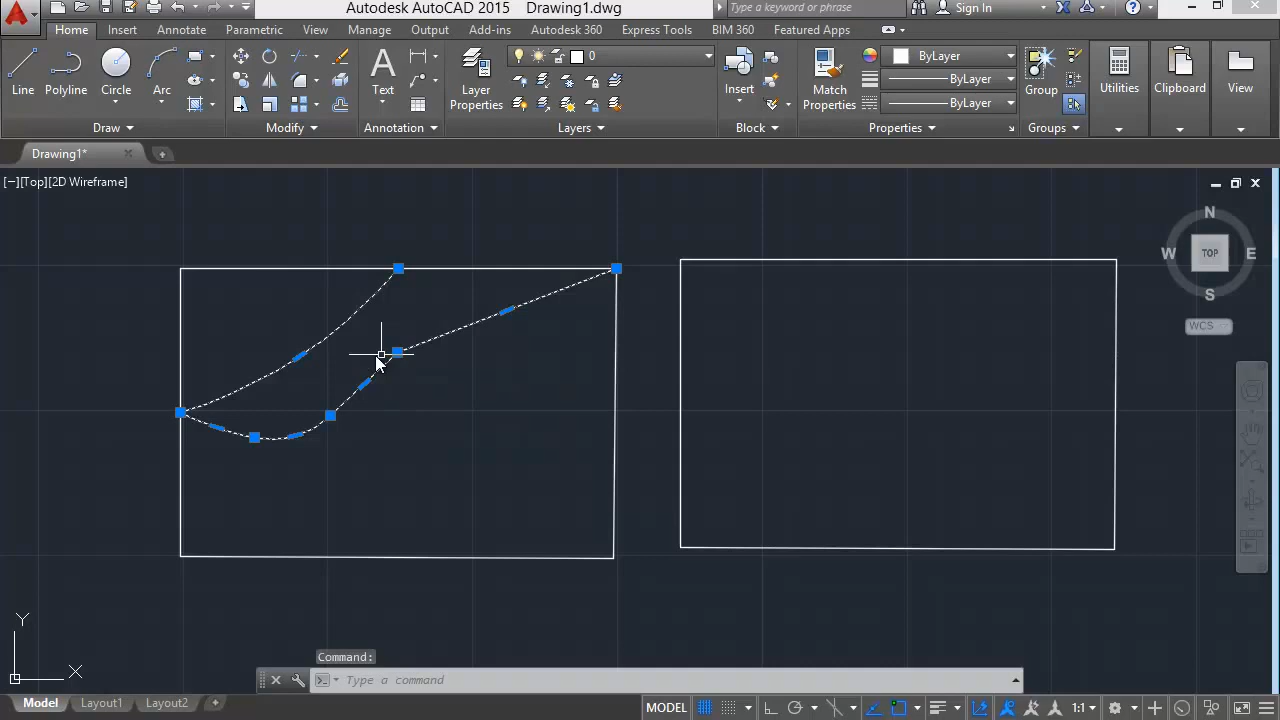 Autodesk AutoCAD 2015 Drawing1.dwg
Type a keyword or phrase
Sign In
Home Insert Annotate Parametric View Manage Output Add-ins Autodesk 360 Express Tools BIM 360 Featured Apps
Line Polyline Circle Arc
Text
Layer
Properties
0
Insert
Match
Properties
ByLayer
ByLayer
ByLayer
Group
Utilities
Clipboard
View
Draw Modify Annotation Layers Block Properties Groups
Drawing1*
[−][Top][2D Wireframe]
N
W TOP E
S
WCS
Y
X
Command:
Type a command
Model Layout1 Layout2
MODEL
1:1